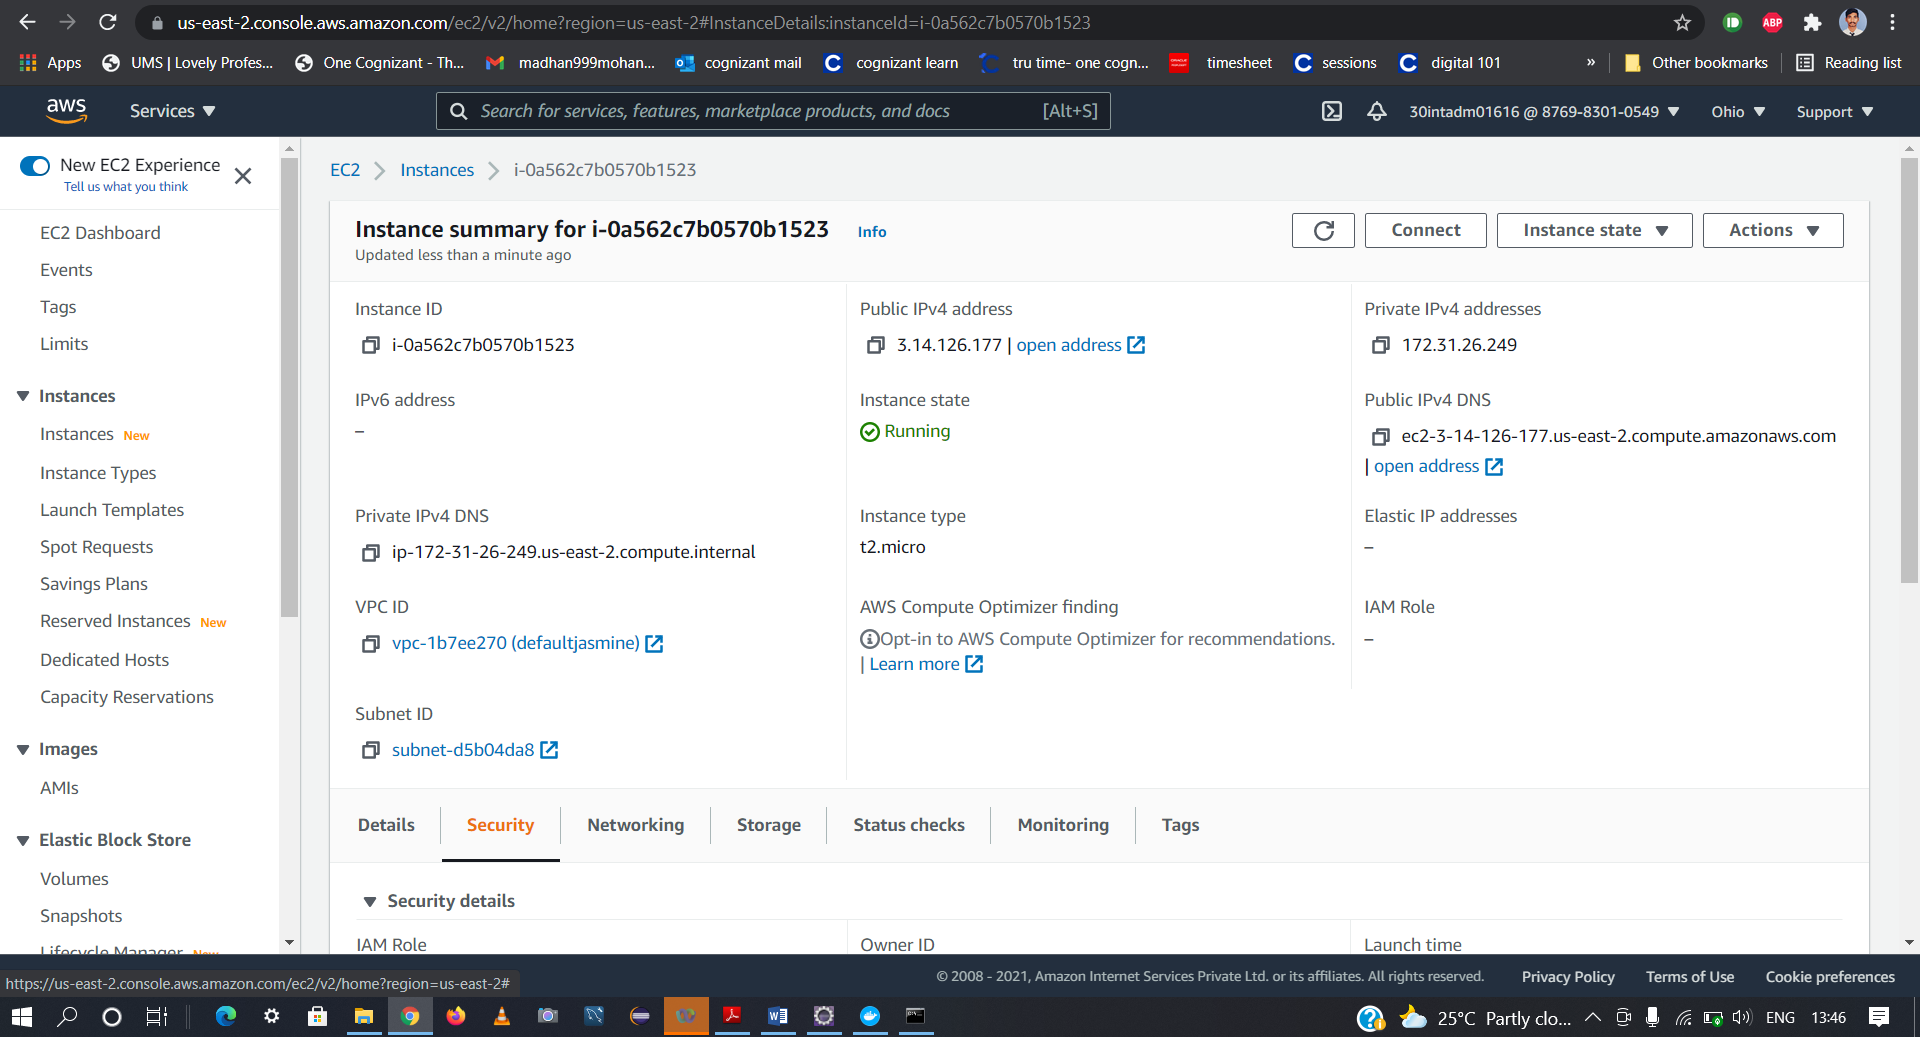 us-east-2.console.aws.amazon.com/ec2/v2/home?region=us-east-2#InstanceDetails:instanceId=i-0a562c7b0570b1523
ABP
Apps
UMS | Lovely Profes...
One Cognizant - Th...
madhan999mohan...
cognizant mail
cognizant learn
tru time- one cogn...
timesheet
sessions
digital 101
»
Other bookmarks
Reading list
aws
Services
Search for services, features, marketplace products, and docs
[Alt+S]
30intadm01616 @ 8769-8301-0549
Ohio
Support
New EC2 Experience
Tell us what you think
EC2 Dashboard
Events
Tags
Limits
Instances
Instances New
Instance Types
Launch Templates
Spot Requests
Savings Plans
Reserved Instances New
Dedicated Hosts
Capacity Reservations
Images
AMIs
Elastic Block Store
Volumes
Snapshots
Lifecycle Manager New
EC2 > Instances > i-0a562c7b0570b1523
Instance summary for i-0a562c7b0570b1523 Info
Updated less than a minute ago
Connect
Instance state
Actions
Instance ID
i-0a562c7b0570b1523
Public IPv4 address
3.14.126.177 | open address
Private IPv4 addresses
172.31.26.249
IPv6 address
–
Instance state
Running
Public IPv4 DNS
ec2-3-14-126-177.us-east-2.compute.amazonaws.com
| open address
Private IPv4 DNS
ip-172-31-26-249.us-east-2.compute.internal
Instance type
t2.micro
Elastic IP addresses
–
VPC ID
vpc-1b7ee270 (defaultjasmine)
AWS Compute Optimizer finding
Opt-in to AWS Compute Optimizer for recommendations.
| Learn more
IAM Role
–
Subnet ID
subnet-d5b04da8
Details
Security
Networking
Storage
Status checks
Monitoring
Tags
Security details
IAM Role
Owner ID
Launch time
https://us-east-2.console.aws.amazon.com/ec2/v2/home?region=us-east-2#
© 2008 - 2021, Amazon Internet Services Private Ltd. or its affiliates. All rights reserved.
Privacy Policy
Terms of Use
Cookie preferences
25°C Partly clo...
ENG
13:46